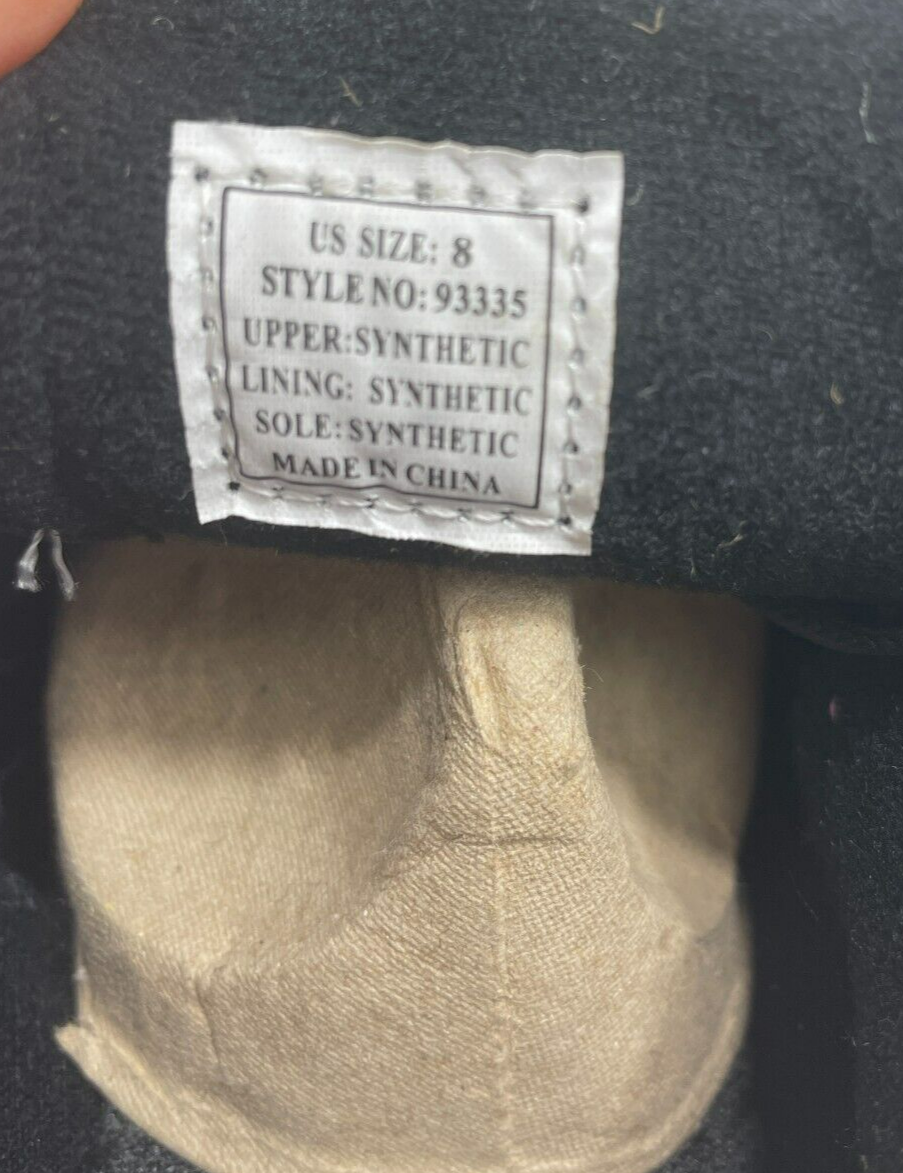 US SIZE: 8
STYLE NO: 93335
UPPER:SYNTHETIC
LINING: SYNTHETIC
SOLE:SYNTHETIC
MADE IN CHINA